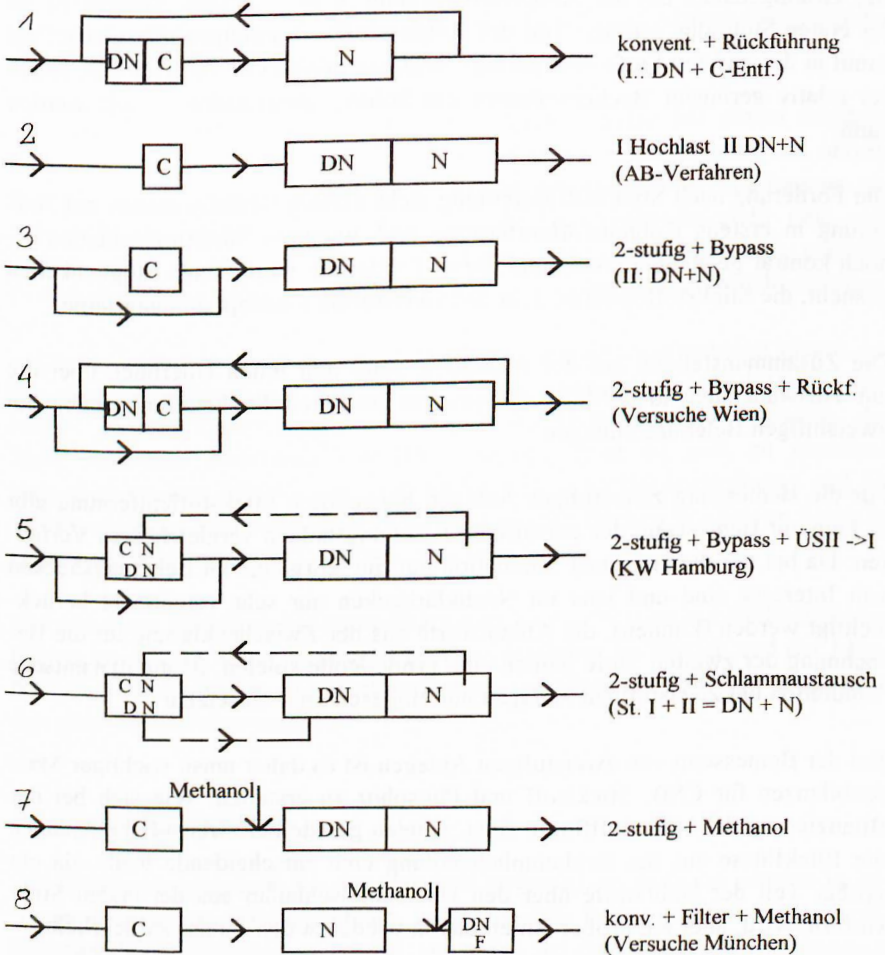 1
DN C
N
konvent. + Rückführung
(I.: DN + C-Entf.)
2
C
DN N
I Hochlast II DN+N
(AB-Verfahren)
3
C
DN N
2-stufig + Bypass
(II: DN+N)
4
DN C
DN N
2-stufig + Bypass + Rückf.
(Versuche Wien)
5
C N
DN
DN N
2-stufig + Bypass + ÜSII ->I
(KW Hamburg)
6
C N
DN
DN N
2-stufig + Schlammaustausch
(St. I + II = DN + N)
7
Methanol
C
DN N
2-stufig + Methanol
8
Methanol
C
N
DN
F
konv. + Filter + Methanol
(Versuche München)